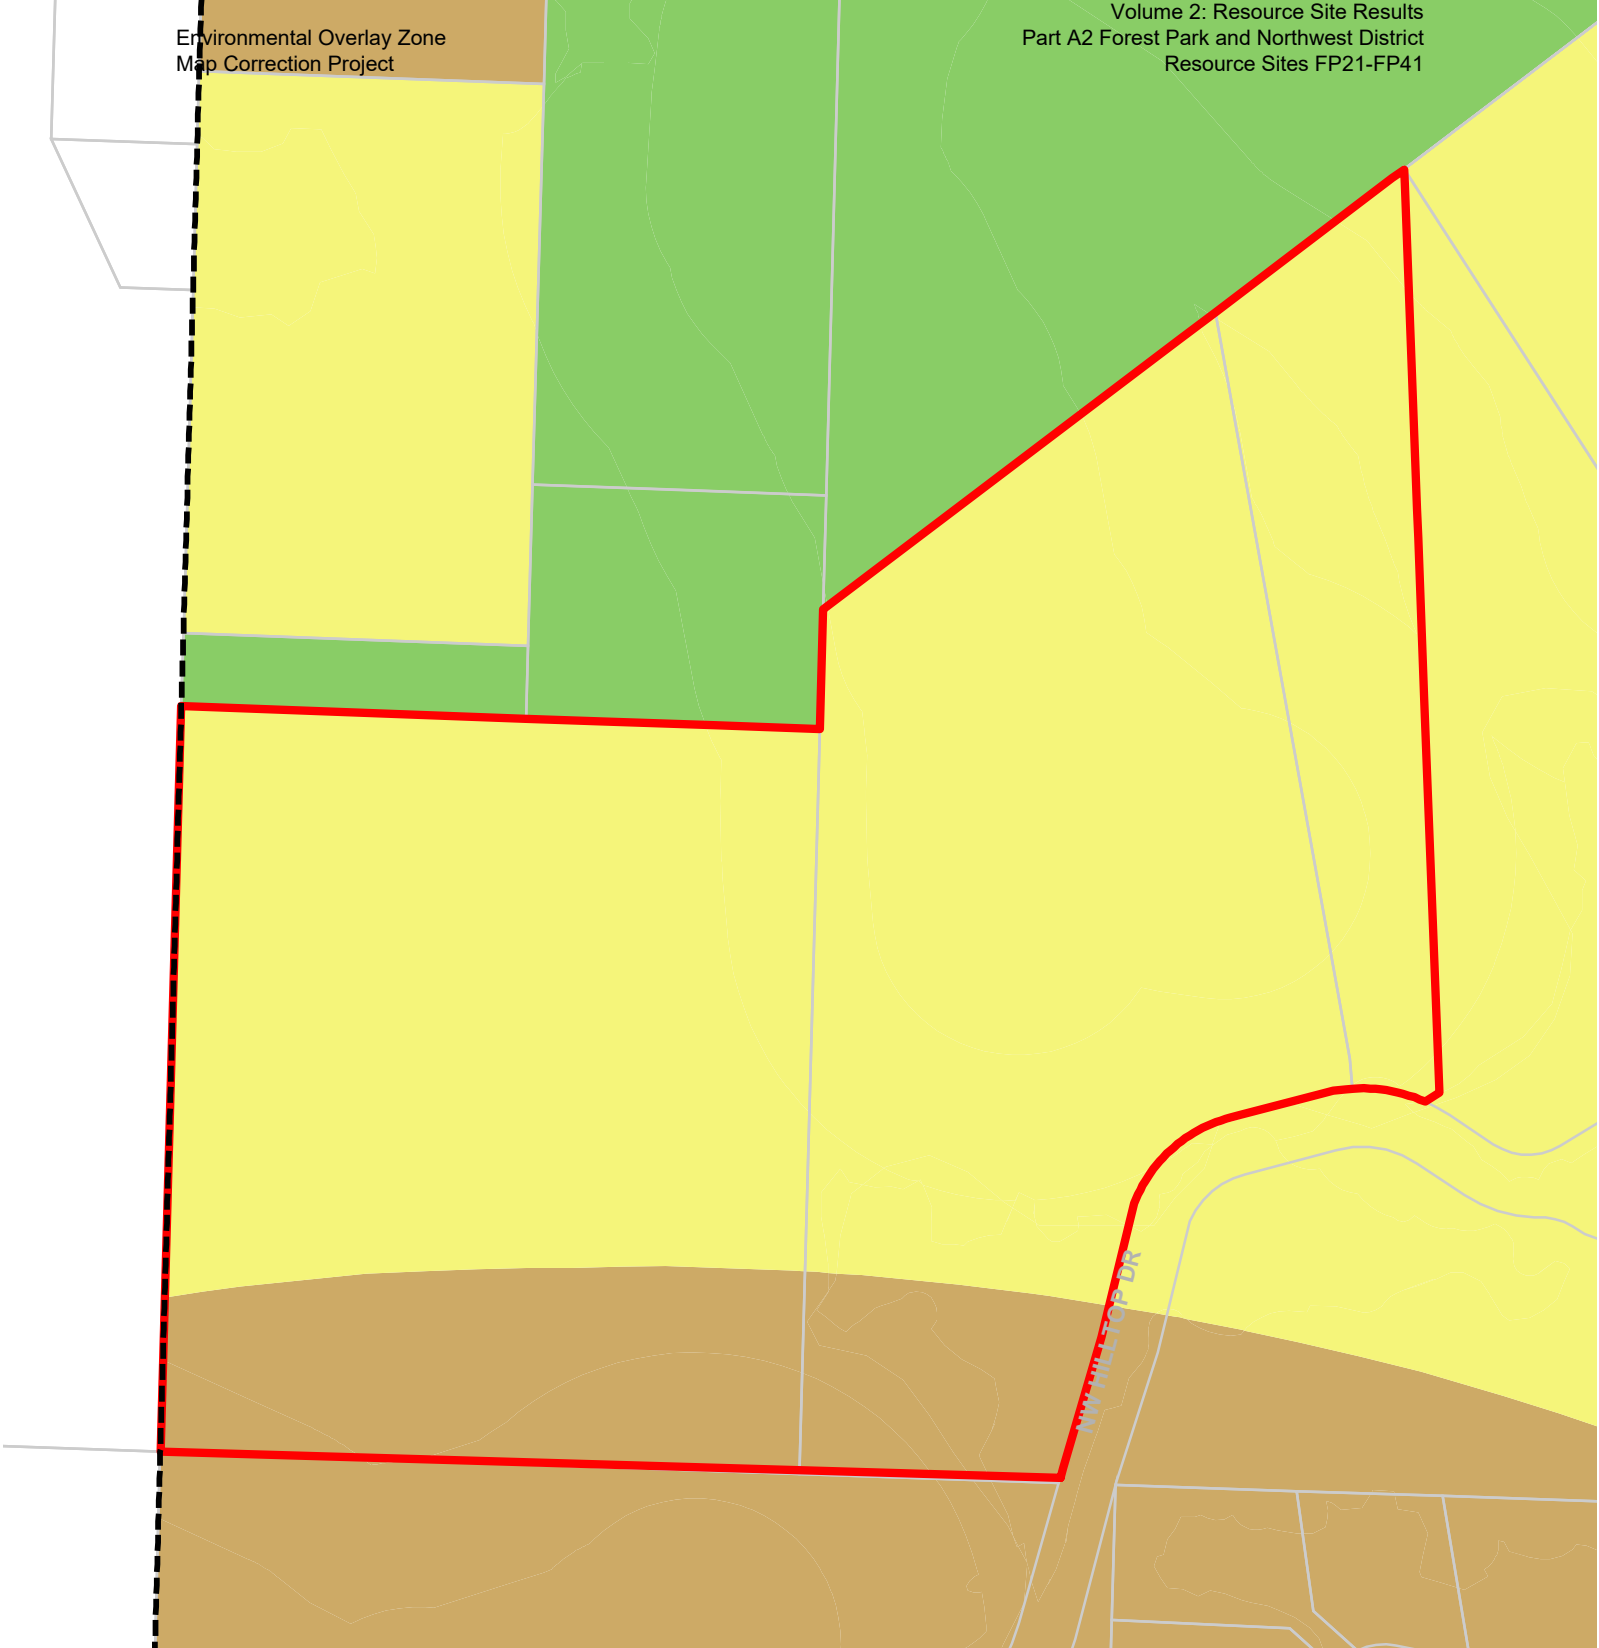 Environmental Overlay Zone
Map Correction Project
Volume 2: Resource Site Results
Part A2 Forest Park and Northwest District
Resource Sites FP21-FP41
NW HILLTOP DR